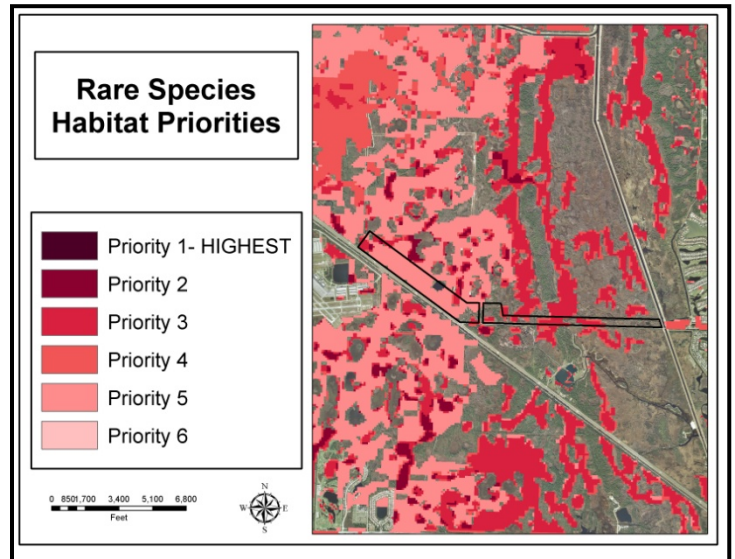 Rare Species
Habitat Priorities
Priority 1- HIGHEST
Priority 2
Priority 3
Priority 4
Priority 5
Priority 6
0 8501,700 3,400 5,100 6,800
Feet
N
W E
S